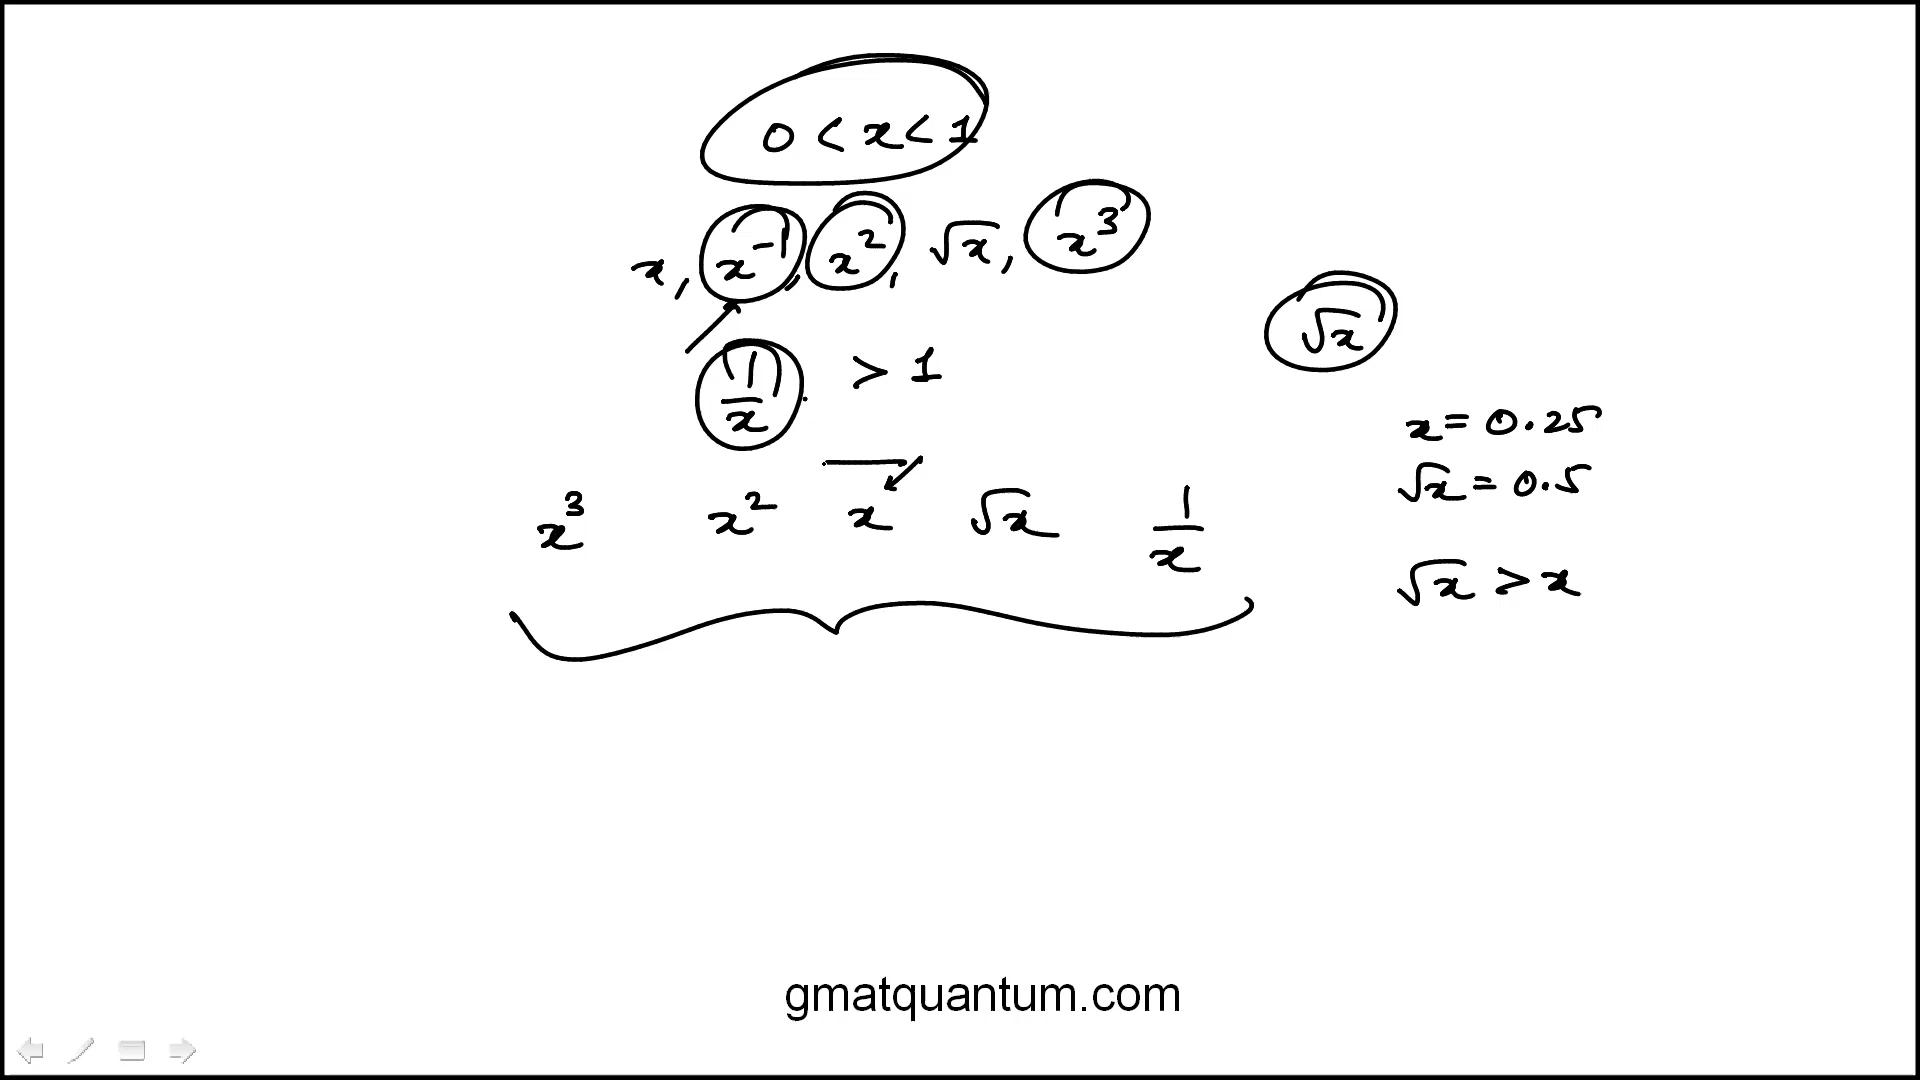 0 < x < 1
x, x⁻¹, x², √x, x³
√x
1/x > 1
x = 0.25
√x = 0.5
x³ x² x √x 1/x
√x > x
gmatquantum.com